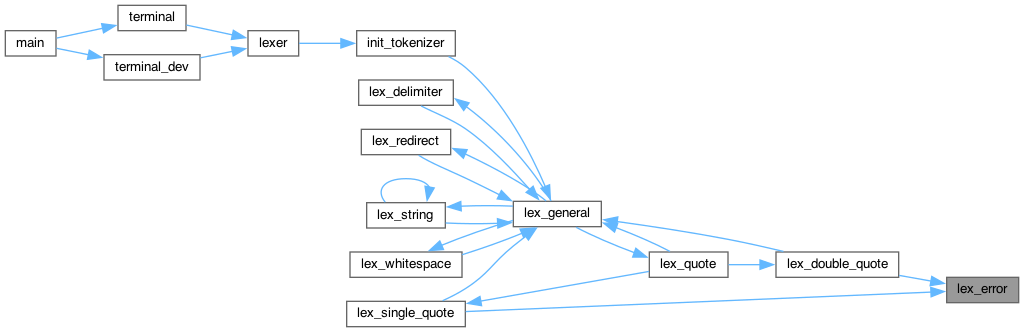 main
terminal
terminal_dev
lexer
init_tokenizer
lex_delimiter
lex_redirect
lex_string
lex_whitespace
lex_single_quote
lex_general
lex_quote
lex_double_quote
lex_error